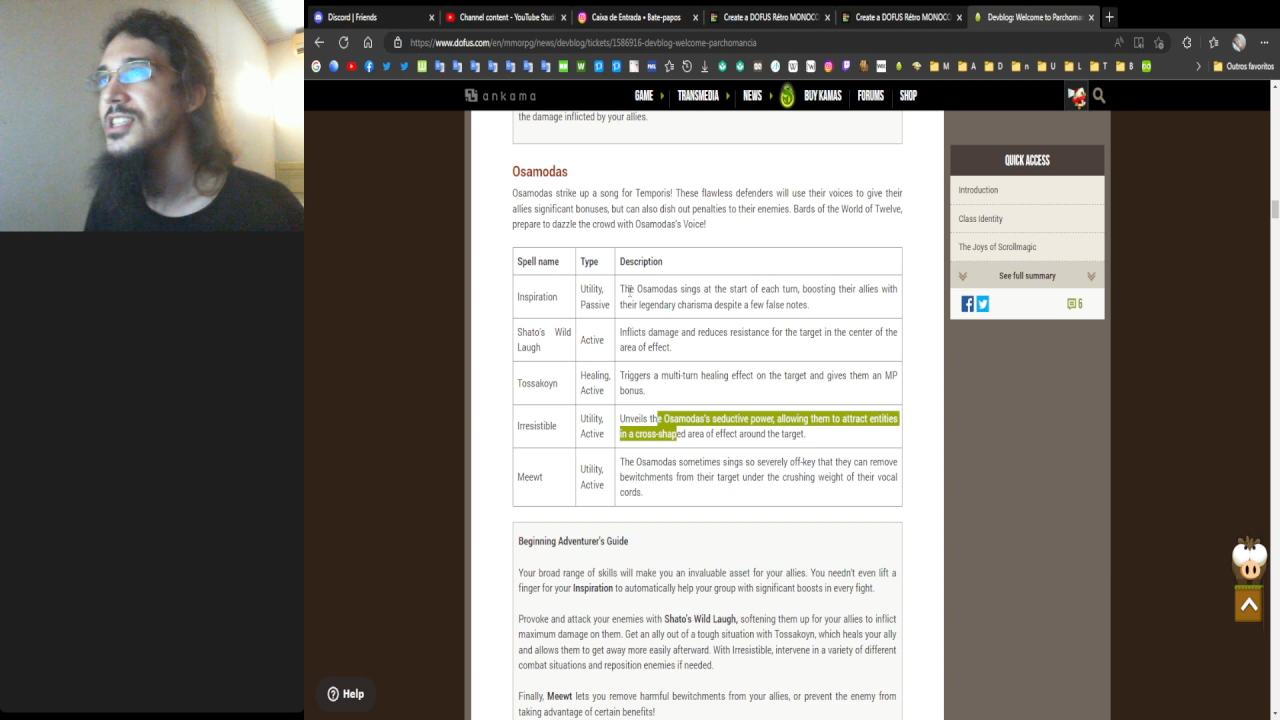 Discord | Friends
Channel content - YouTube Stud
Caixa de Entrada • Bate-papos
Create a DOFUS Rétro MONOCO
Create a DOFUS Rétro MONOCO
Devblog: Welcome to Parchoma
https://www.dofus.com/en/mmorpg/news/devblog/tickets/1586916-devblog-welcome-parchomancia
Outros favoritos
ankama
GAME
TRANSMEDIA
NEWS
BUY KAMAS
FORUMS
SHOP
the damage inflicted by your allies.
Osamodas
Osamodas strike up a song for Temporis! These flawless defenders will use their voices to give their
allies significant bonuses, but can also dish out penalties to their enemies. Bards of the World of Twelve,
prepare to dazzle the crowd with Osamodas's Voice!
Spell name Type Description
Inspiration
Utility,
Passive
The Osamodas sings at the start of each turn, boosting their allies with
their legendary charisma despite a few false notes.
Shato's Wild
Laugh
Active
Inflicts damage and reduces resistance for the target in the center of the
area of effect.
Tossakoyn
Healing,
Active
Triggers a multi-turn healing effect on the target and gives them an MP
bonus.
Irresistible
Utility,
Active
Unveils the Osamodas's seductive power, allowing them to attract entities
in a cross-shaped area of effect around the target.
Meewt
Utility,
Active
The Osamodas sometimes sings so severely off-key that they can remove
bewitchments from their target under the crushing weight of their vocal
cords.
Beginning Adventurer's Guide
Your broad range of skills will make you an invaluable asset for your allies. You needn't even lift a
finger for your Inspiration to automatically help your group with significant boosts in every fight.
Provoke and attack your enemies with Shato's Wild Laugh, softening them up for your allies to inflict
maximum damage on them. Get an ally out of a tough situation with Tossakoyn, which heals your ally
and allows them to get away more easily afterward. With Irresistible, intervene in a variety of different
combat situations and reposition enemies if needed.
Finally, Meewt lets you remove harmful bewitchments from your allies, or prevent the enemy from
taking advantage of certain benefits!
QUICK ACCESS
Introduction
Class Identity
The Joys of Scrollmagic
See full summary
6
Help